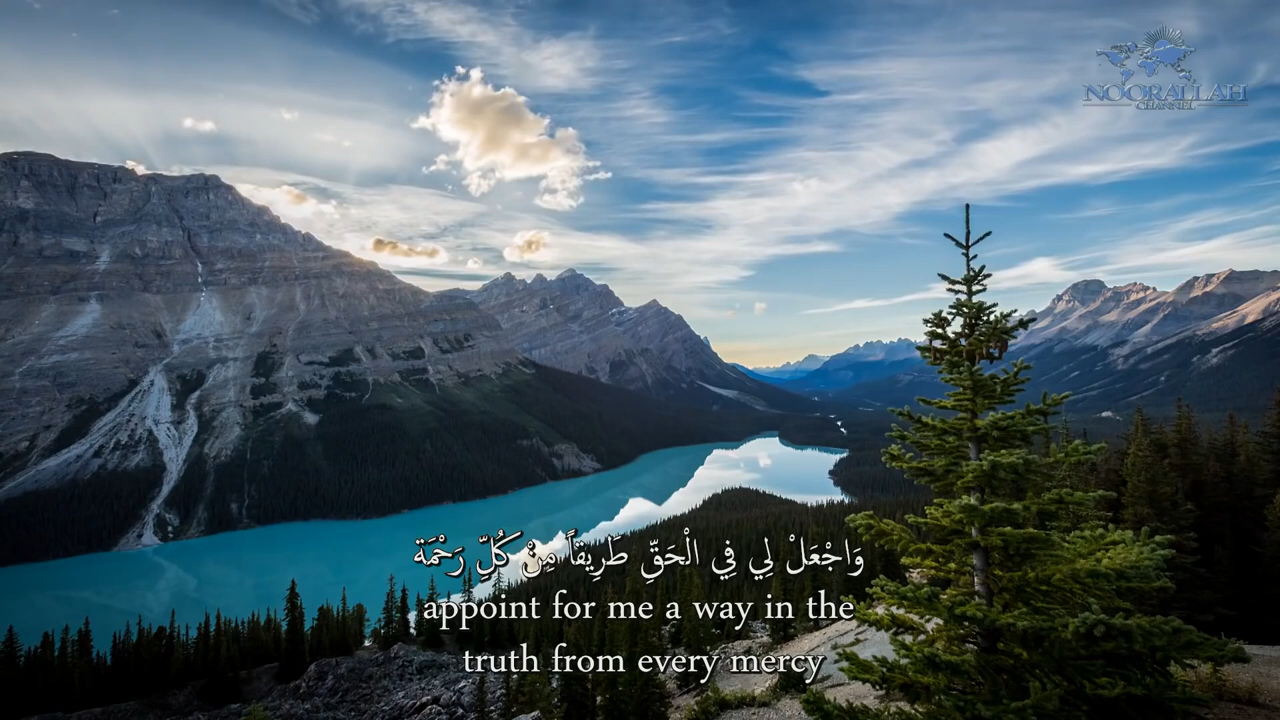 NOORALLAH
CHANNEL
وَاجْعَلْ لِي فِي الْحَقِّ طَرِيقاً مِنْ كُلِّ رَحْمَة
appoint for me a way in the
truth from every mercy